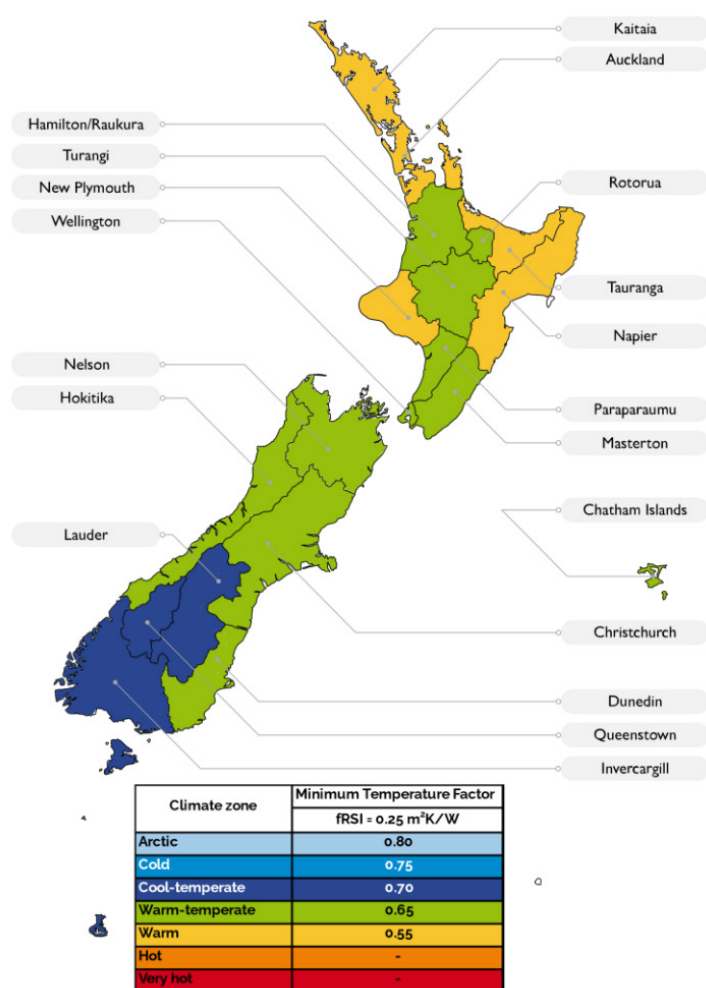 Kaitaia
Auckland
Hamilton/Raukura
Turangi
New Plymouth
Rotorua
Wellington
Tauranga
Napier
Nelson
Hokitika
Paraparaumu
Masterton
Chatham Islands
Lauder
Christchurch
Dunedin
Queenstown
Invercargill
Climate zone
Minimum Temperature Factor
fRSI = 0.25 m²K/W
Arctic 0.80
Cold 0.75
Cool-temperate 0.70
Warm-temperate 0.65
Warm 0.55
Hot -
Very hot -